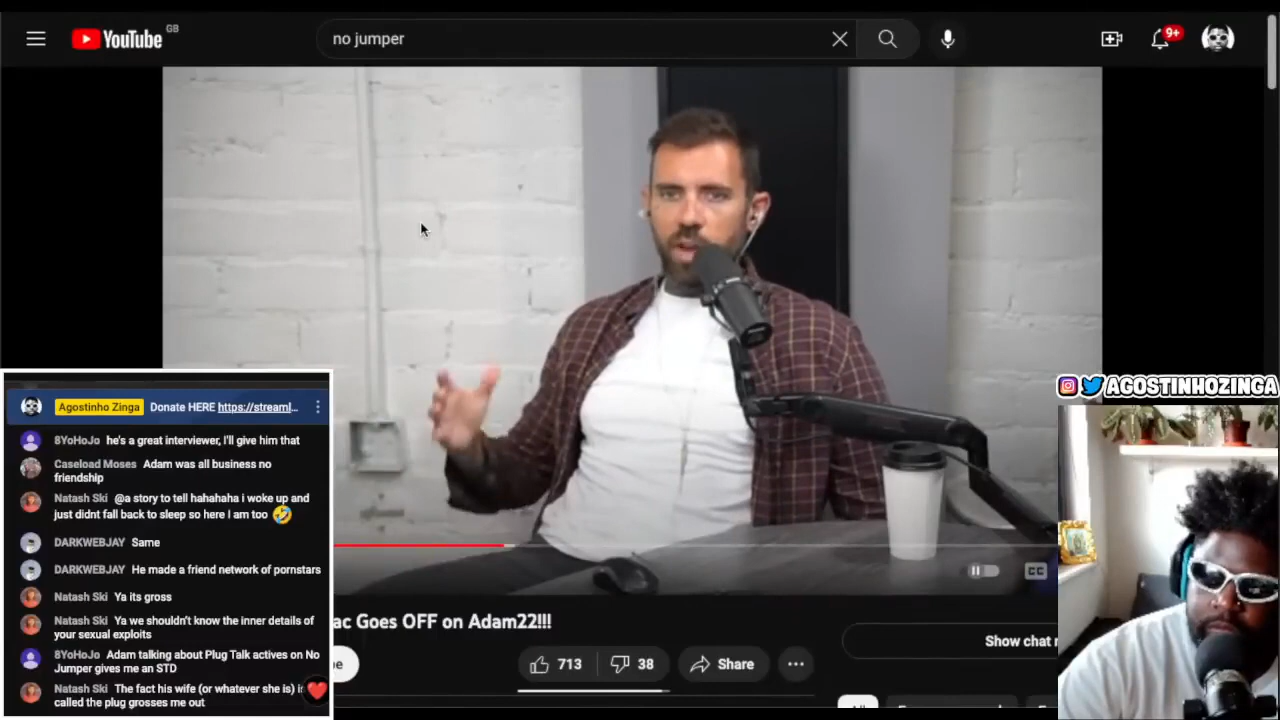 YouTube GB
no jumper
9+
Agostinho Zinga Donate HERE https://streaml...
8YoHoJo he's a great interviewer, I'll give him that
Caseload Moses Adam was all business no
friendship
Natash Ski @a story to tell hahahaha i woke up and
just didnt fall back to sleep so here I am too 🤣
DARKWEBJAY Same
DARKWEBJAY He made a friend network of pornstars
Natash Ski Ya its gross
Natash Ski Ya we shouldn't know the inner details of
your sexual exploits
8YoHoJo Adam talking about Plug Talk actives on No
Jumper gives me an STD
Natash Ski The fact his wife (or whatever she is) i
called the plug grosses me out
AGOSTINHOZINGA
CC
ac Goes OFF on Adam22!!!
713
38
Share
Show chat